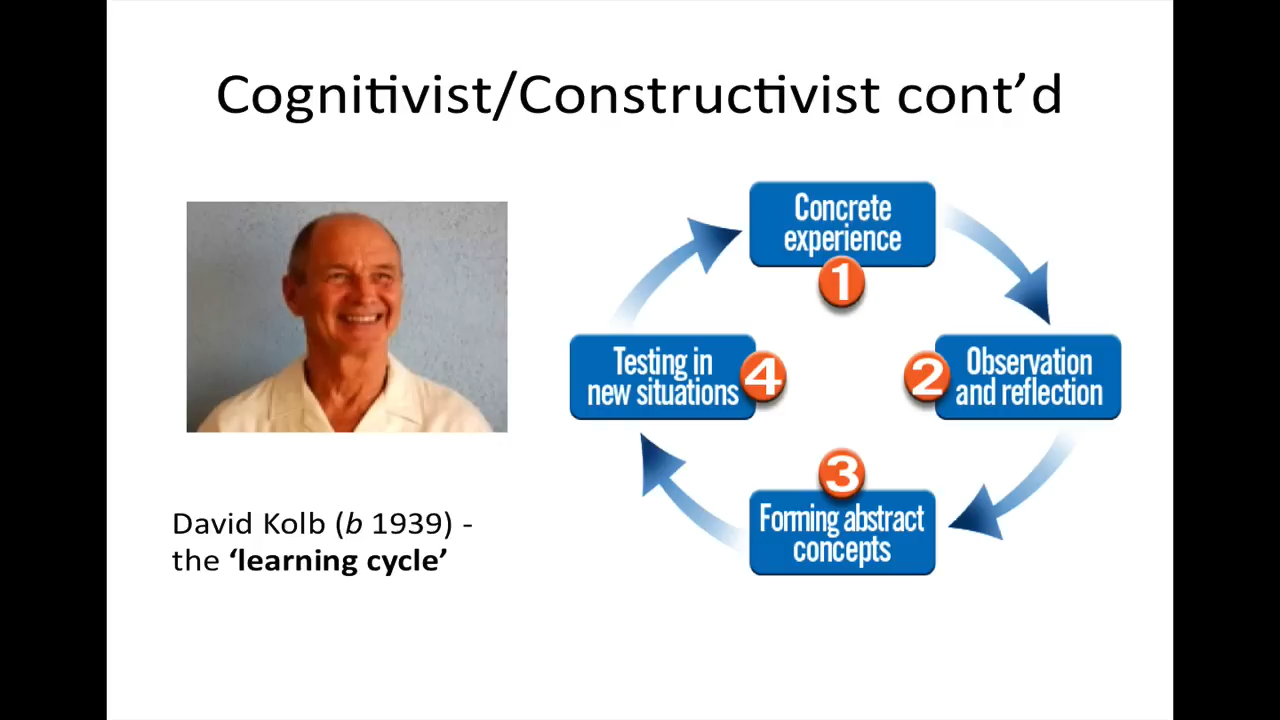 Cognitivist/Constructivist cont’d
Concrete
experience
1
Testing in
new situations
4
2
Observation
and reflection
3
Forming abstract
concepts
David Kolb (b 1939) -
the ‘learning cycle’